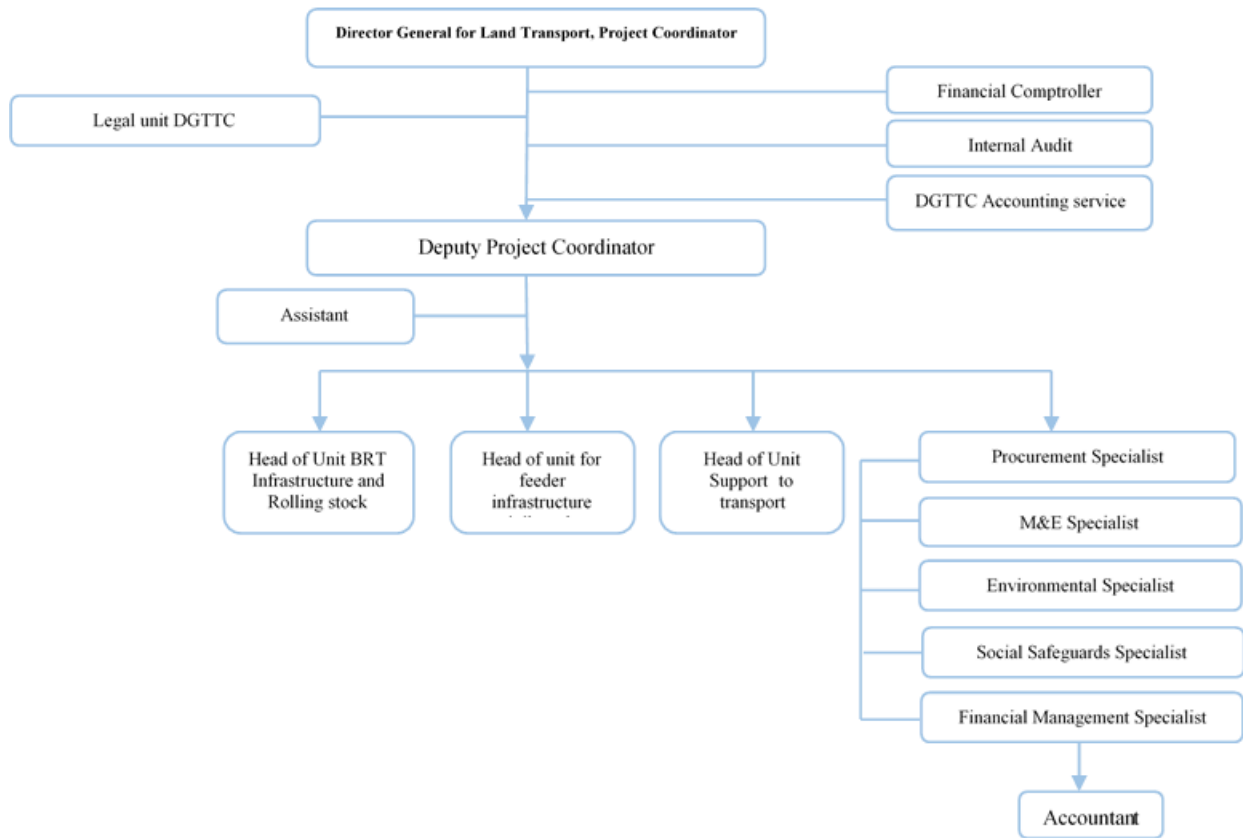 Director General for Land Transport, Project Coordinator
Financial Comptroller
Legal unit DGTTC
Internal Audit
DGTTC Accounting service
Deputy Project Coordinator
Assistant
Head of Unit BRT
Infrastructure and
Rolling stock
Head of unit for
feeder
infrastructure
Head of Unit
Support to
transport
Procurement Specialist
M&E Specialist
Environmental Specialist
Social Safeguards Specialist
Financial Management Specialist
Accountant